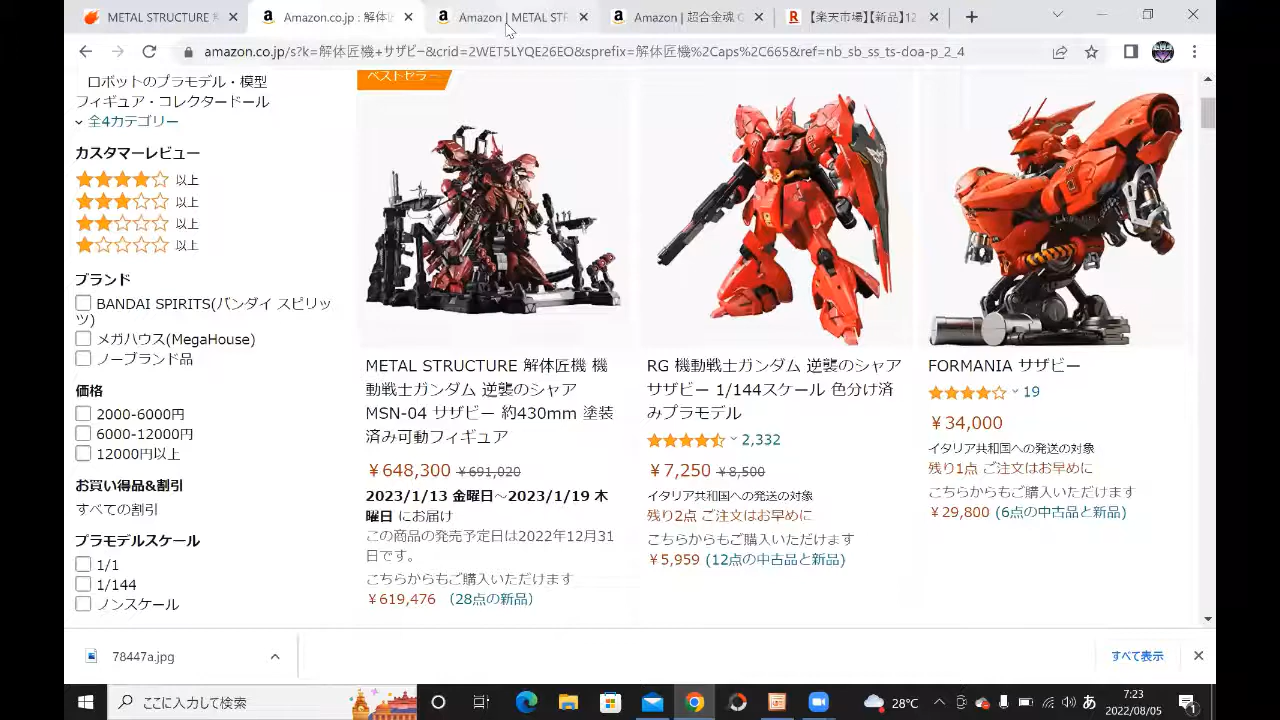 METAL STRUCTURE
Amazon.co.jp : 解体
Amazon | METAL STR
Amazon | 超合金魂 G
【楽天市場】【新品】12
amazon.co.jp/s?k=解体匠機+サザビー&crid=2WET5LYQE26EO&sprefix=解体匠機%2Caps%2C665&ref=nb_sb_ss_ts-doa-p_2_4
ロボットのプラモデル・模型
フィギュア・コレクタードール
全4カテゴリー
カスタマーレビュー
以上
以上
以上
以上
ブランド
BANDAI SPIRITS(バンダイ スピリッ
ツ)
メガハウス(MegaHouse)
ノーブランド品
価格
2000-6000円
6000-12000円
12000円以上
お買い得品&割引
すべての割引
プラモデルスケール
1/1
1/144
ノンスケール
ベストセラー
METAL STRUCTURE 解体匠機 機
動戦士ガンダム 逆襲のシャア
MSN-04 サザビー 約430mm 塗装
済み可動フィギュア
￥648,300 ￥691,020
2023/1/13 金曜日～2023/1/19 木
曜日 にお届け
この商品の発売予定日は2022年12月31
日です。
こちらからもご購入いただけます
￥619,476 （28点の新品）
RG 機動戦士ガンダム 逆襲のシャア
サザビー 1/144スケール 色分け済
みプラモデル
2,332
￥7,250 ￥8,500
イタリア共和国への発送の対象
残り2点 ご注文はお早めに
こちらからもご購入いただけます
￥5,959 (12点の中古品と新品)
FORMANIA サザビー
19
￥34,000
イタリア共和国への発送の対象
残り1点 ご注文はお早めに
こちらからもご購入いただけます
￥29,800 (6点の中古品と新品)
78447a.jpg
すべて表示
ここに入力して検索
28°C
あ
7:23
2022/08/05
1